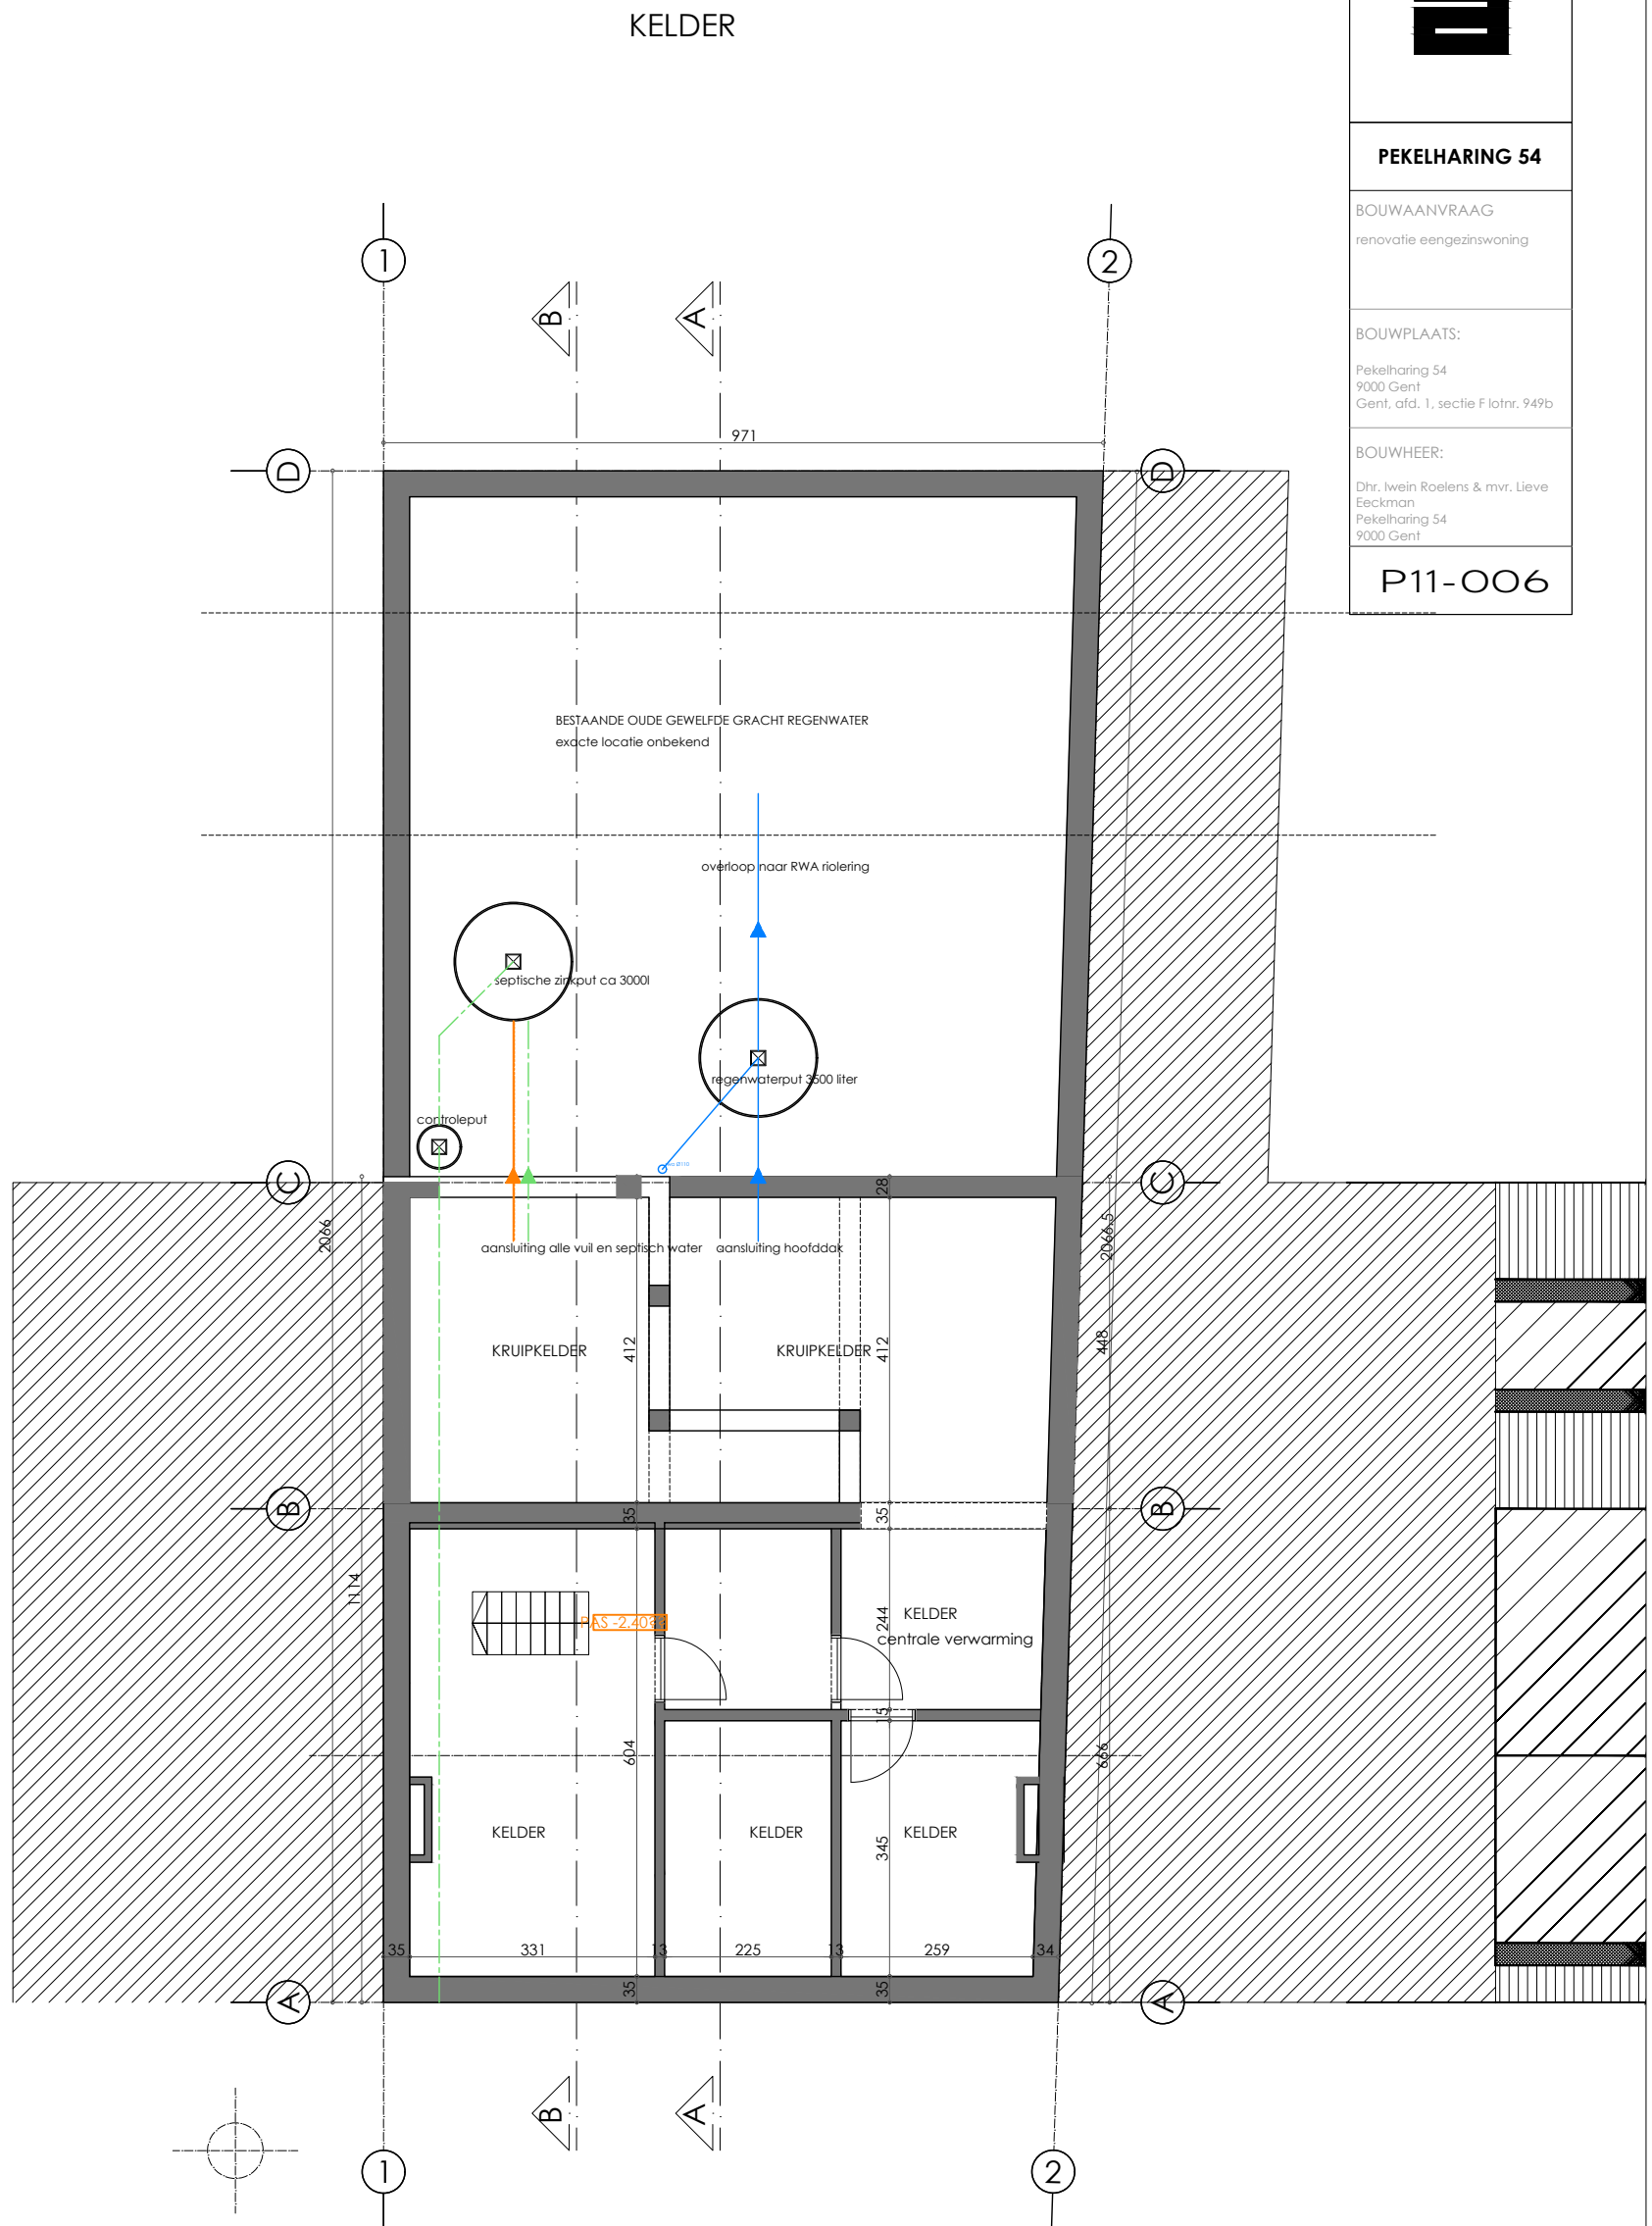 KELDER
PEKELHARING 54
BOUWAANVRAAG
renovatie eengezinswoning
BOUWPLAATS:
Pekelharing 54
9000 Gent
Gent, afd. 1, sectie F lotnr. 949b
BOUWHEER:
Dhr. Iwein Roelens & mvr. Lieve
Eeckman
Pekelharing 54
9000 Gent
P11-006
1
2
B
A
971
D
D
BESTAANDE OUDE GEWELFDE GRACHT REGENWATER
exacte locatie onbekend
overloop naar RWA riolering
septische zinkput ca 3000l
regenwaterput 3500 liter
controleput
C
C
28
2066
2066.5
aansluiting alle vuil en septisch water
aansluiting hoofddak
KRUIPKELDER
412
KRUIPKELDER
412
448
B
35
35
B
1114
PAS -2.40
244
KELDER
centrale verwarming
15
604
666
KELDER
KELDER
345
KELDER
35
331
13
225
13
259
34
35
35
A
A
B
A
1
2